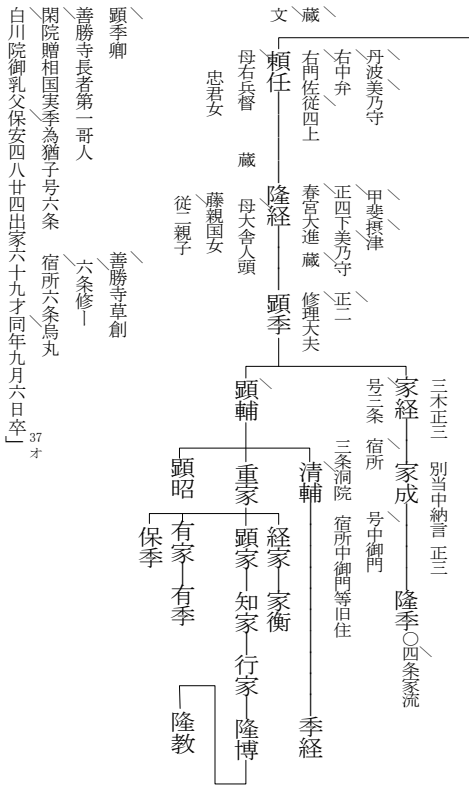 三木正三　別当中納言　正三
家経　家成　隆季○四条家流
号三条　宿所　号中御門
三条洞院　宿所中御門等旧住
清輔　季経
経家　家衡
重家　顕家　知家　行家　隆博　隆教
有家　有季
保季
顕輔
顕昭
丹波美乃守
右中弁
右門佐従四上
蔵
文
頼任
母右兵督
忠君女
甲斐摂津
正四下美乃守
春宮大進　蔵
蔵
隆経
母大舎人頭
藤親国女
従二親子
正二
修理大夫
顕季
善勝寺草創
六条修ー
宿所六条烏丸
顕季卿
善勝寺長者第一哥人
閑院贈相国実季為猶子号六条
白川院御乳父保安四八廿四出家六十九才同年九月六日卒」37オ